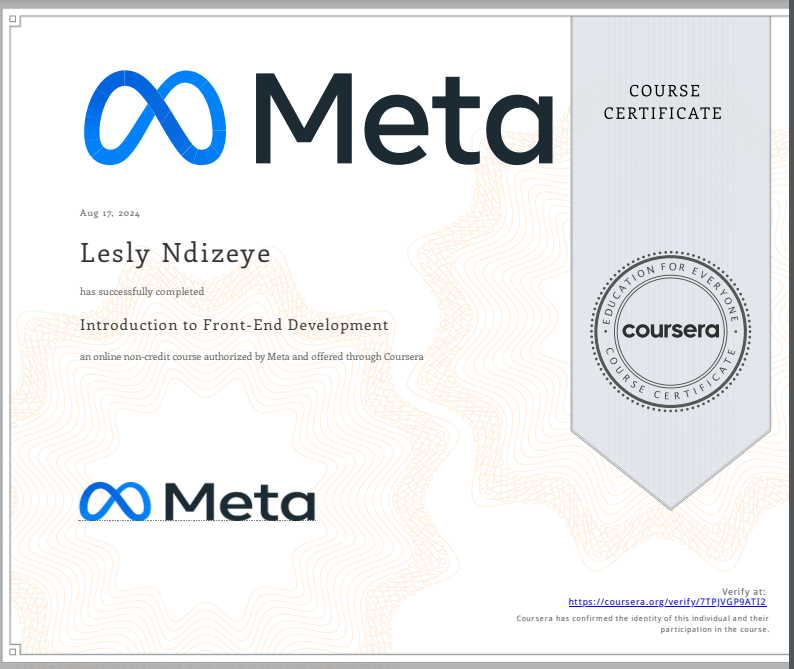 Meta
COURSE
CERTIFICATE
Aug 17, 2024
Lesly Ndizeye
has successfully completed
Introduction to Front-End Development
an online non-credit course authorized by Meta and offered through Coursera
EDUCATION FOR EVERYONE
coursera
COURSE CERTIFICATE
Meta
Verify at:
https://coursera.org/verify/7TPJVGP9ATI2
Coursera has confirmed the identity of this individual and their
participation in the course.